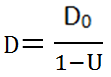 D = D₀ / (1−U)